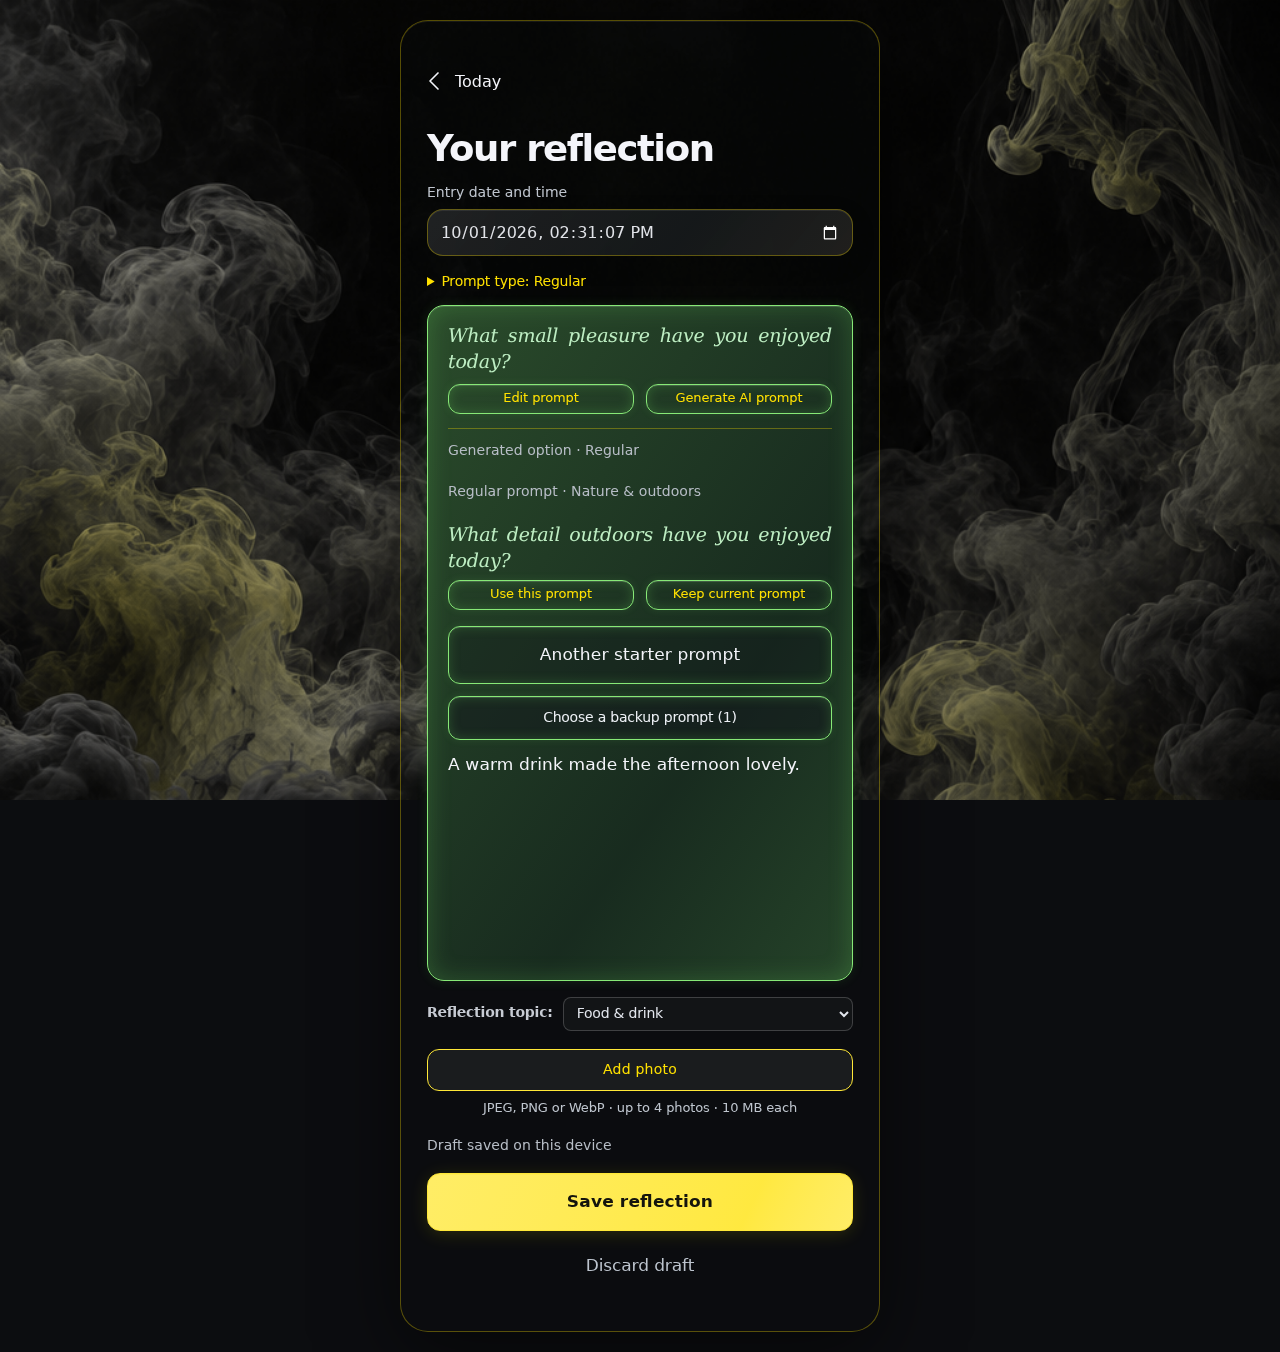 Today
Your reflection
Entry date and time
10/01/2026, 02:31:07 PM
Prompt type: Regular
What small pleasure have you enjoyed
today?
Edit prompt
Generate AI prompt
Generated option · Regular
Regular prompt · Nature & outdoors
What detail outdoors have you enjoyed
today?
Use this prompt
Keep current prompt
Another starter prompt
Choose a backup prompt (1)
A warm drink made the afternoon lovely.
Reflection topic:
Food & drink
Add photo
JPEG, PNG or WebP · up to 4 photos · 10 MB each
Draft saved on this device
Save reflection
Discard draft